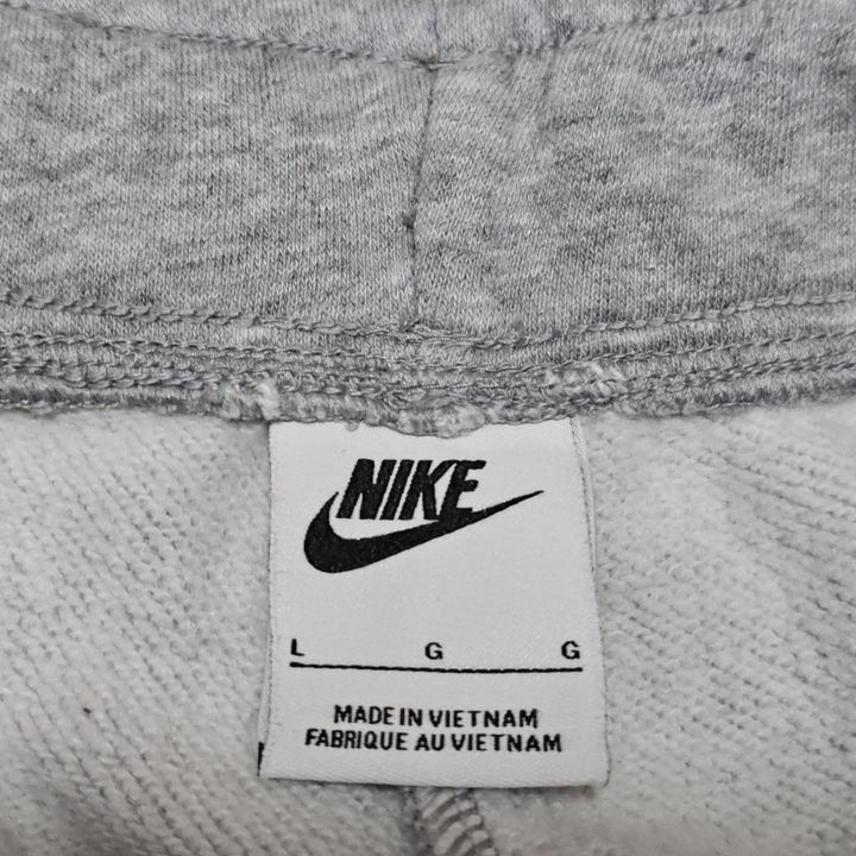 NIKE
L G G
MADE IN VIETNAM
FABRIQUE AU VIETNAM